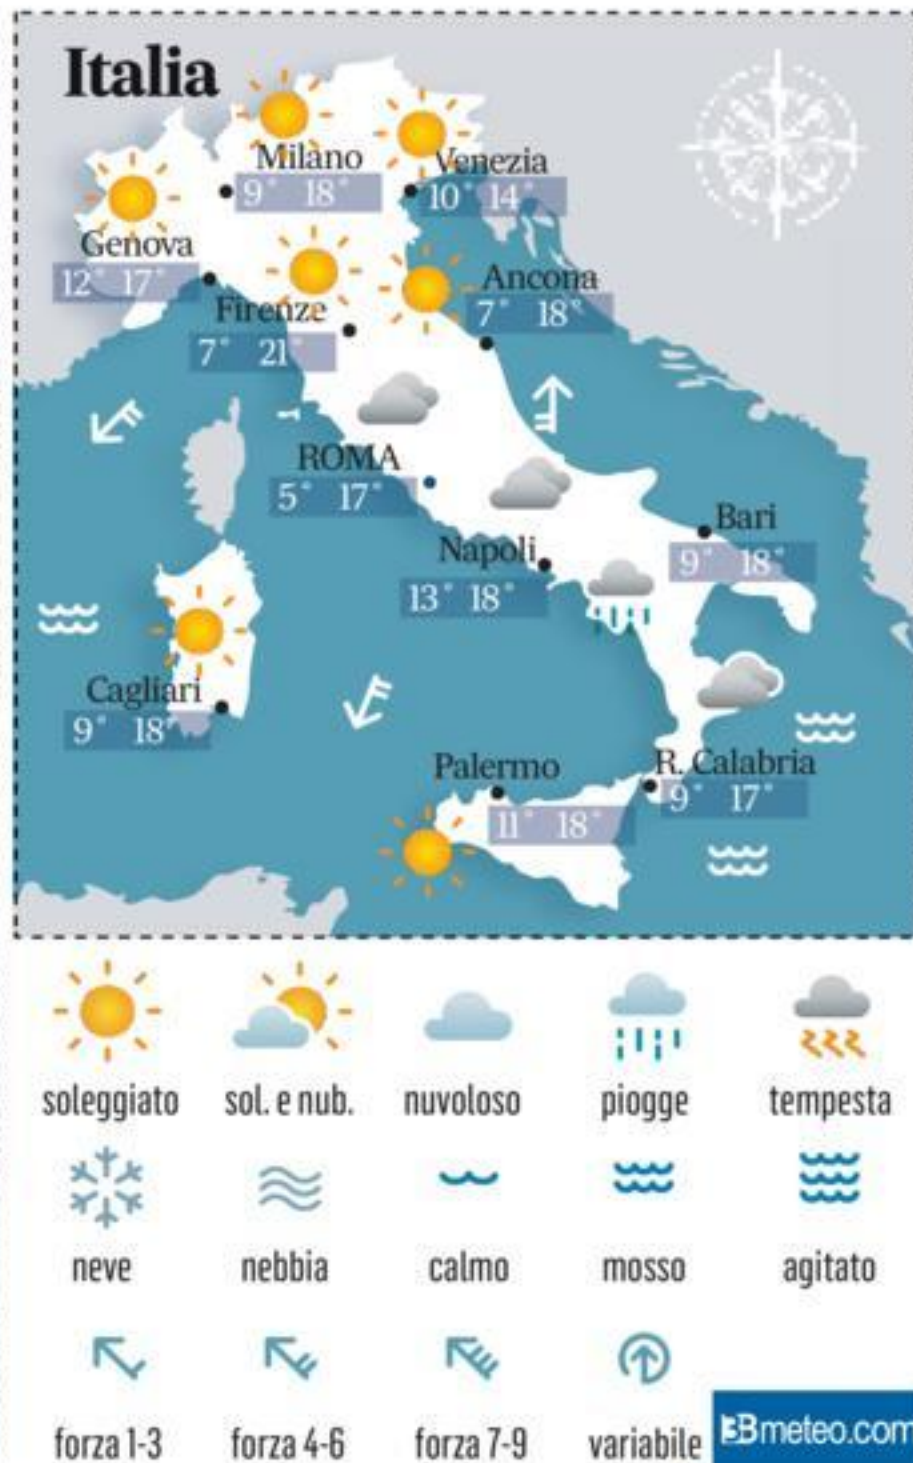 Italia
Milano
9° 18°
Venezia
10° 14°
Genova
12° 17°
Firenze
7° 21°
Ancona
7° 18°
ROMA
5° 17°
Napoli
13° 18°
Bari
9° 18°
Cagliari
9° 18°
Palermo
11° 18°
R. Calabria
9° 17°
soleggiato
sol. e nub.
nuvoloso
piogge
tempesta
neve
nebbia
calmo
mosso
agitato
forza 1-3
forza 4-6
forza 7-9
variabile
3Bmeteo.com